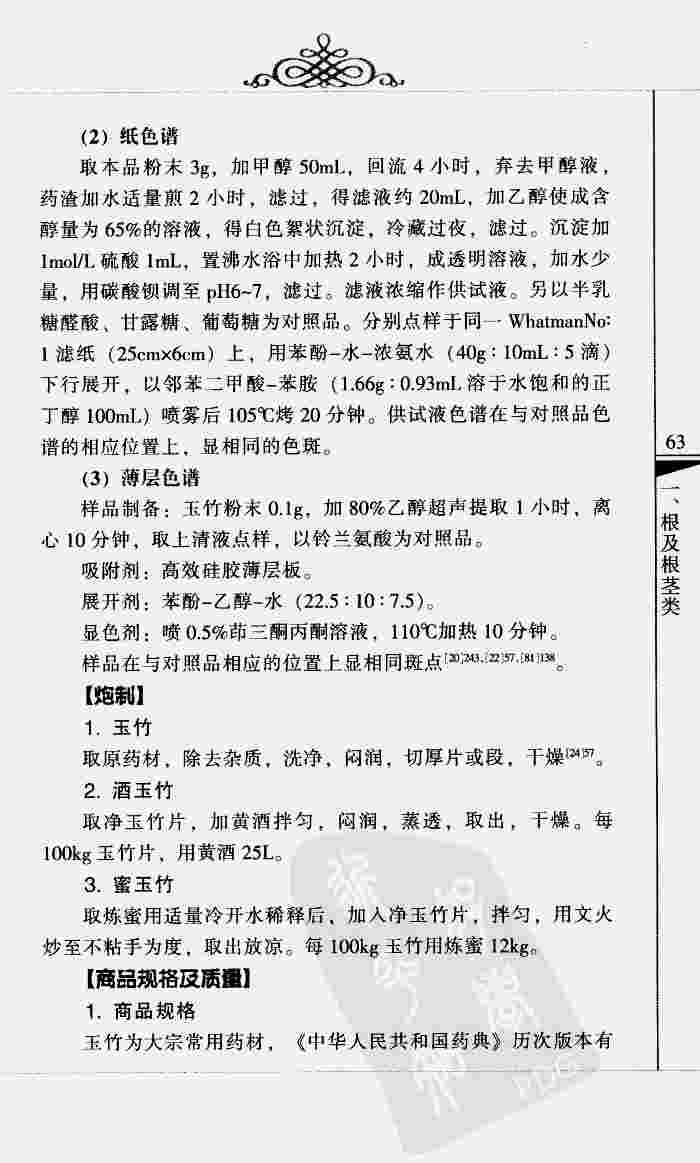 (2) 纸色谱
取本品粉末 3g，加甲醇 50mL，回流 4 小时，弃去甲醇液，
药渣加水适量煎 2 小时，滤过，得滤液约 20mL，加乙醇使成含
醇量为 65%的溶液，得白色絮状沉淀，冷藏过夜，滤过。沉淀加
1mol/L 硫酸 1mL，置沸水浴中加热 2 小时，成透明溶液，加水少
量，用碳酸钡调至 pH6~7，滤过。滤液浓缩作供试液。另以半乳
糖醛酸、甘露糖、葡萄糖为对照品。分别点样于同一 WhatmanNo:
1 滤纸（25cm×6cm）上，用苯酚-水-浓氨水（40g∶10mL∶5 滴）
下行展开，以邻苯二甲酸-苯胺（1.66g∶0.93mL 溶于水饱和的正
丁醇 100mL）喷雾后 105℃烤 20 分钟。供试液色谱在与对照品色
谱的相应位置上，显相同的色斑。
63
(3) 薄层色谱
样品制备：玉竹粉末 0.1g，加 80%乙醇超声提取 1 小时，离
心 10 分钟，取上清液点样，以铃兰氨酸为对照品。
吸附剂：高效硅胶薄层板。
展开剂：苯酚-乙醇-水（22.5∶10∶7.5）。
显色剂：喷 0.5%茚三酮丙酮溶液，110℃加热 10 分钟。
样品在与对照品相应的位置上显相同斑点[20]243,[22]57,[81]138。
一、根及根茎类
【炮制】
1. 玉竹
取原药材，除去杂质，洗净，闷润，切厚片或段，干燥[24]57。
2. 酒玉竹
取净玉竹片，加黄酒拌匀，闷润，蒸透，取出，干燥。每
100kg 玉竹片，用黄酒 25L。
3. 蜜玉竹
取炼蜜用适量冷开水稀释后，加入净玉竹片，拌匀，用文火
炒至不粘手为度，取出放凉。每 100kg 玉竹用炼蜜 12kg。
【商品规格及质量】
1. 商品规格
玉竹为大宗常用药材，《中华人民共和国药典》历次版本有
PDG